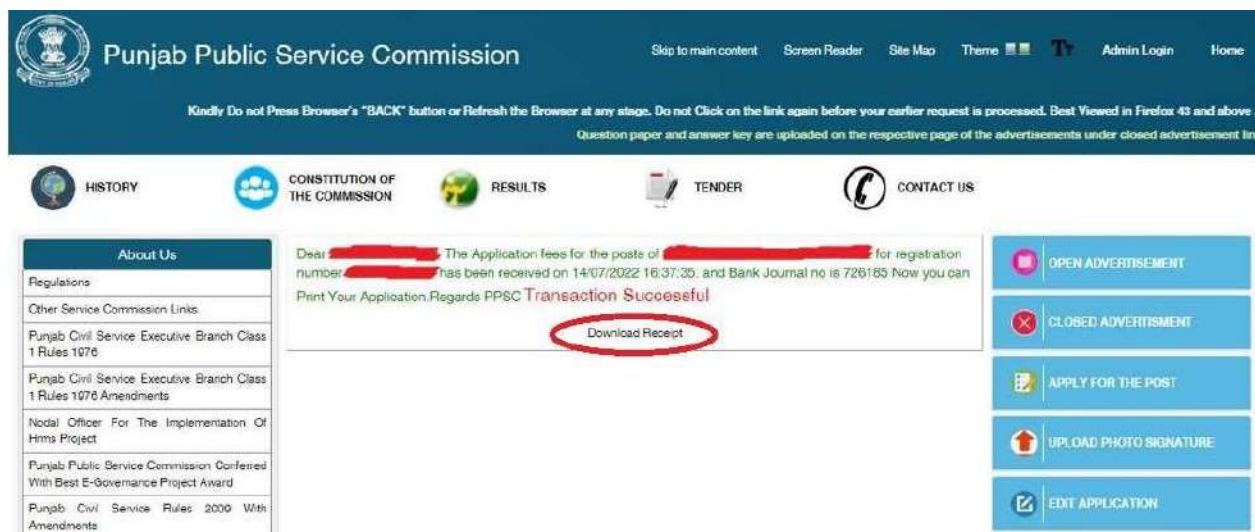 Punjab Public Service Commission
Skip to main content Screen Reader Site Map Theme Tт Admin Login Home
Kindly Do not Press Browser's "BACK" button or Refresh the Browser at any stage. Do not Click on the link again before your earlier request is processed. Best Viewed in Firefox 43 and above
Question paper and answer key are uploaded on the respective page of the advertisements under closed advertisement lin
HISTORY
CONSTITUTION OF
THE COMMISSION
RESULTS
TENDER
CONTACT US
About Us
Regulations
Other Service Commission Links
Punjab Civil Service Executive Branch Class
1 Rules 1976
Punjab Civil Service Executive Branch Class
1 Rules 1976 Amendments
Nodal Officer For The Implementation Of
Hrms Project
Punjab Public Service Commission Conferred
With Best E-Governance Project Award
Punjab Civil Service Rules 2009 With
Amendments
Dear The Application fees for the posts of for registration
number has been received on 14/07/2022 16:37:35. and Bank Journal no is 726185 Now you can
Print Your Application.Regards PPSC Transaction Successful
Download Receipt
OPEN ADVERTISEMENT
CLOSED ADVERTISMENT
APPLY FOR THE POST
UPLOAD PHOTO SIGNATURE
EDIT APPLICATION